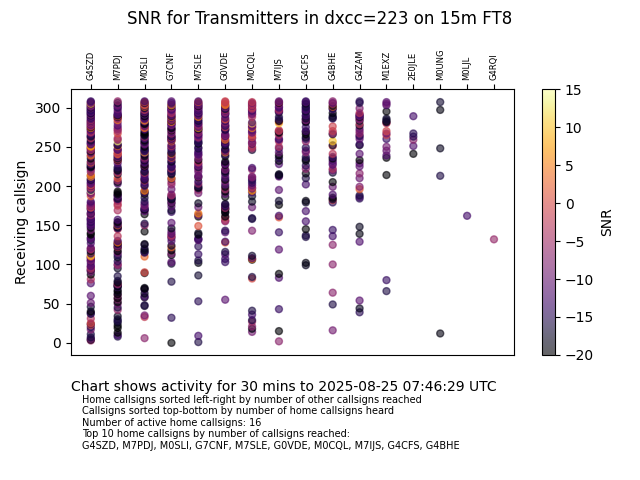 SNR for Transmitters in dxcc=223 on 15m FT8
G4SZD M7PDJ M0SLI G7CNF M7SLE G0VDE M0CQL M7IJS G4CFS G4BHE G4ZAM M1EXZ 2E0JLE M0UNG M0LJL G4RQI
300
250
200
150
100
50
0
Receiving callsign
15
10
5
0
−5
−10
−15
−20
SNR
Chart shows activity for 30 mins to 2025-08-25 07:46:29 UTC
Home callsigns sorted left-right by number of other callsigns reached
Callsigns sorted top-bottom by number of home callsigns heard
Number of active home callsigns: 16
Top 10 home callsigns by number of callsigns reached:
G4SZD, M7PDJ, M0SLI, G7CNF, M7SLE, G0VDE, M0CQL, M7IJS, G4CFS, G4BHE